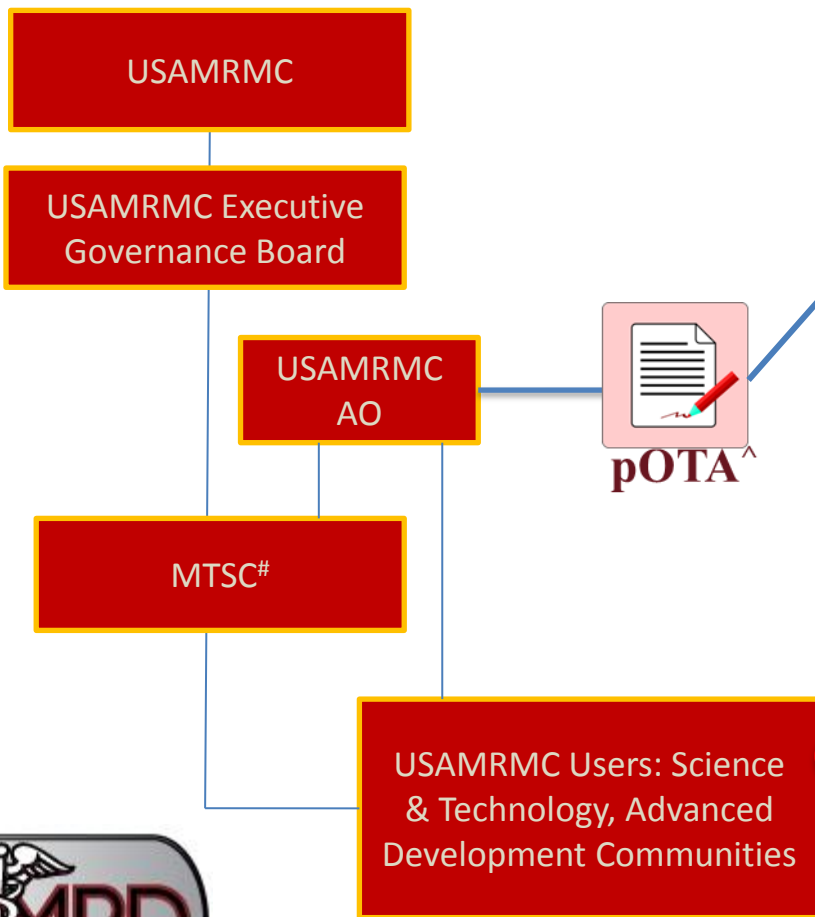 USAMRMC
USAMRMC Executive
Governance Board
USAMRMC
AO
pOTA^
MTSC#
USAMRMC Users: Science
& Technology, Advanced
Development Communities